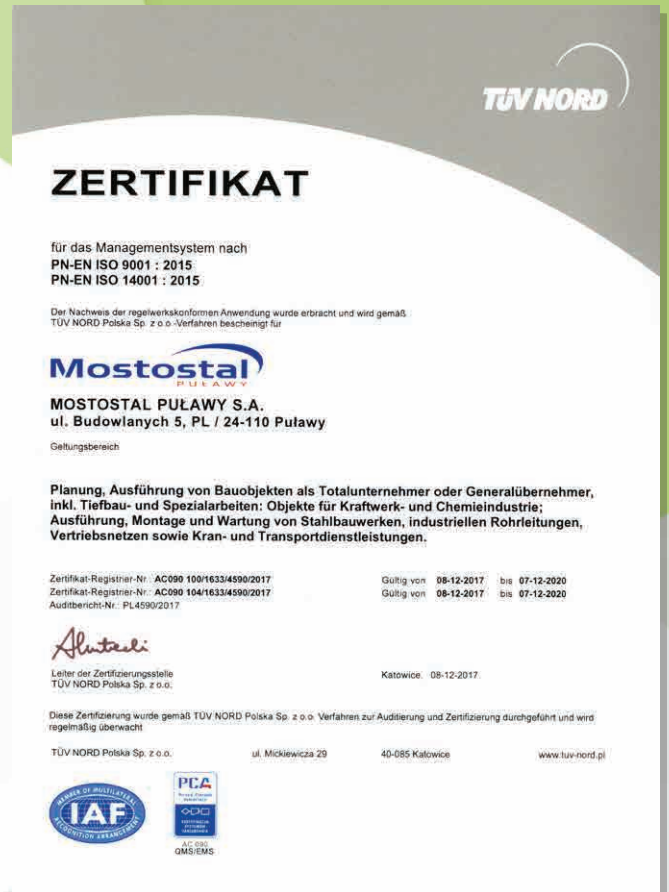 TÜV NORD
ZERTIFIKAT
für das Managementsystem nach
PN-EN ISO 9001 : 2015
PN-EN ISO 14001 : 2015
Der Nachweis der regelwerkskonformen Anwendung wurde erbracht und wird gemäß
TÜV NORD Polska Sp. z o.o.-Verfahren bescheinigt für
Mostostal
PUŁAWY
MOSTOSTAL PUŁAWY S.A.
ul. Budowlanych 5, PL / 24-110 Puławy
Geltungsbereich
Planung, Ausführung von Bauobjekten als Totalunternehmer oder Generalübernehmer,
inkl. Tiefbau- und Spezialarbeiten: Objekte für Kraftwerk- und Chemieindustrie;
Ausführung, Montage und Wartung von Stahlbauwerken, industriellen Rohrleitungen,
Vertriebsnetzen sowie Kran- und Transportdienstleistungen.
Zertifikat-Registrier-Nr.: AC090 100/1633/4590/2017 Gültig von 08-12-2017 bis 07-12-2020
Zertifikat-Registrier-Nr.: AC090 104/1633/4590/2017 Gültig von 08-12-2017 bis 07-12-2020
Auditbericht-Nr.: PL4590/2017
Leiter der Zertifizierungsstelle
TÜV NORD Polska Sp. z o.o. Katowice, 08-12-2017
Diese Zertifizierung wurde gemäß TÜV NORD Polska Sp. z o.o. Verfahren zur Auditierung und Zertifizierung durchgeführt und wird
regelmäßig überwacht
TÜV NORD Polska Sp. z o.o. ul. Mickiewicza 29 40-085 Katowice www.tuv-nord.pl
MEMBER OF MULTILATERAL
IAF
RECOGNITION ARRANGEMENT
PCA
AC 090
QMS/EMS